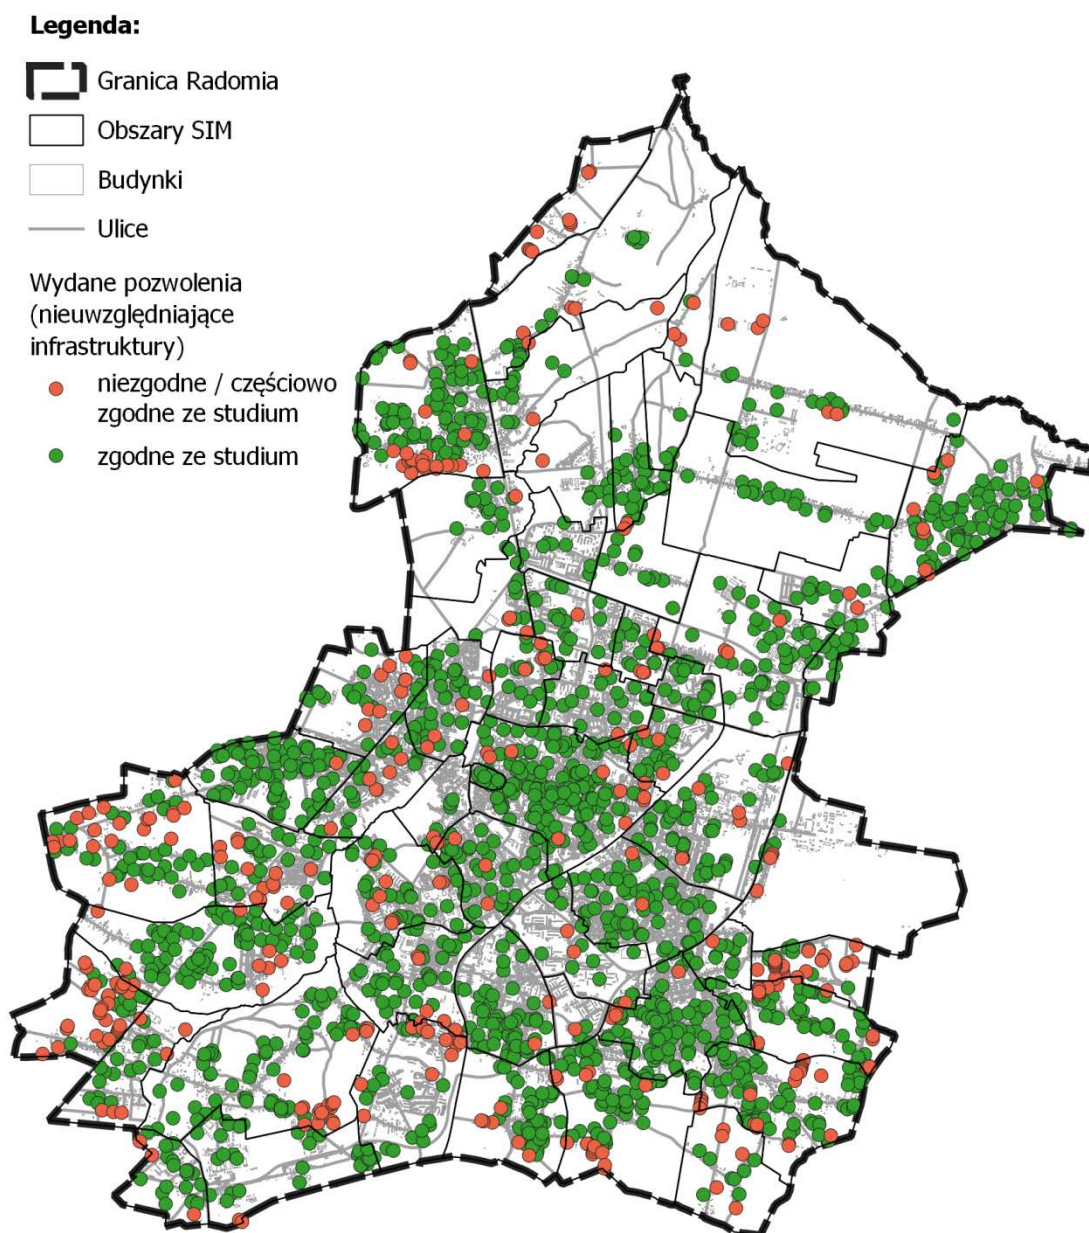 Legenda:
Granica Radomia
Obszary SIM
Budynki
Ulice
Wydane pozwolenia
(nieuwzględniające
infrastruktury)
niezgodne / częściowo
zgodne ze studium
zgodne ze studium